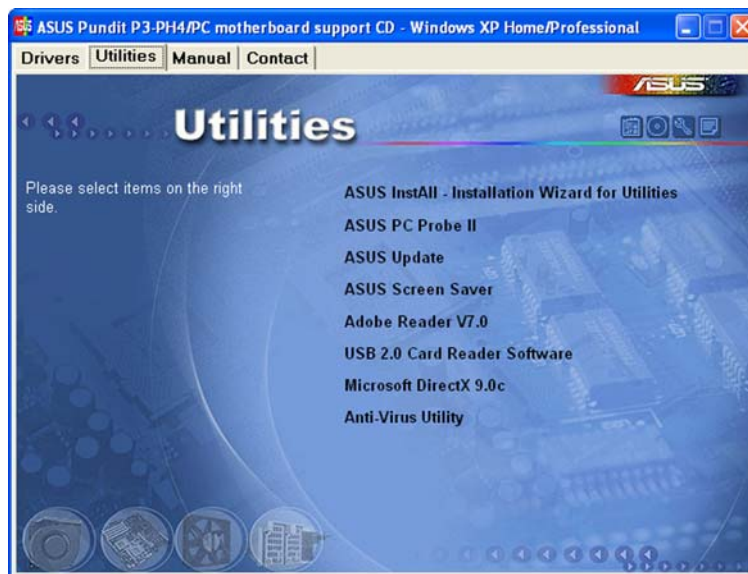 ASUS Pundit P3-PH4/PC motherboard support CD - Windows XP Home/Professional
Drivers Utilities Manual Contact
ASUS
Utilities
Please select items on the right
side.
ASUS InstAll - Installation Wizard for Utilities
ASUS PC Probe II
ASUS Update
ASUS Screen Saver
Adobe Reader V7.0
USB 2.0 Card Reader Software
Microsoft DirectX 9.0c
Anti-Virus Utility